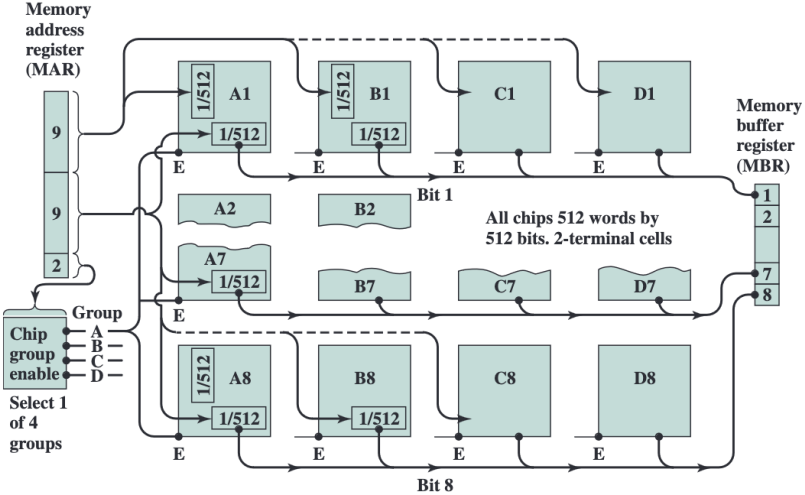 Memory
address
register
(MAR)
9
9
2
Chip
group
enable
Select 1
of 4
groups
Group
A
B
C
D
1/512
A1
1/512
E
1/512
B1
1/512
E
C1
E
D1
E
Bit 1
Memory
buffer
register
(MBR)
1
2
7
8
A2
B2
All chips 512 words by
512 bits. 2-terminal cells
A7
1/512
E
B7
C7
D7
1/512
A8
1/512
E
B8
1/512
E
C8
E
D8
E
Bit 8